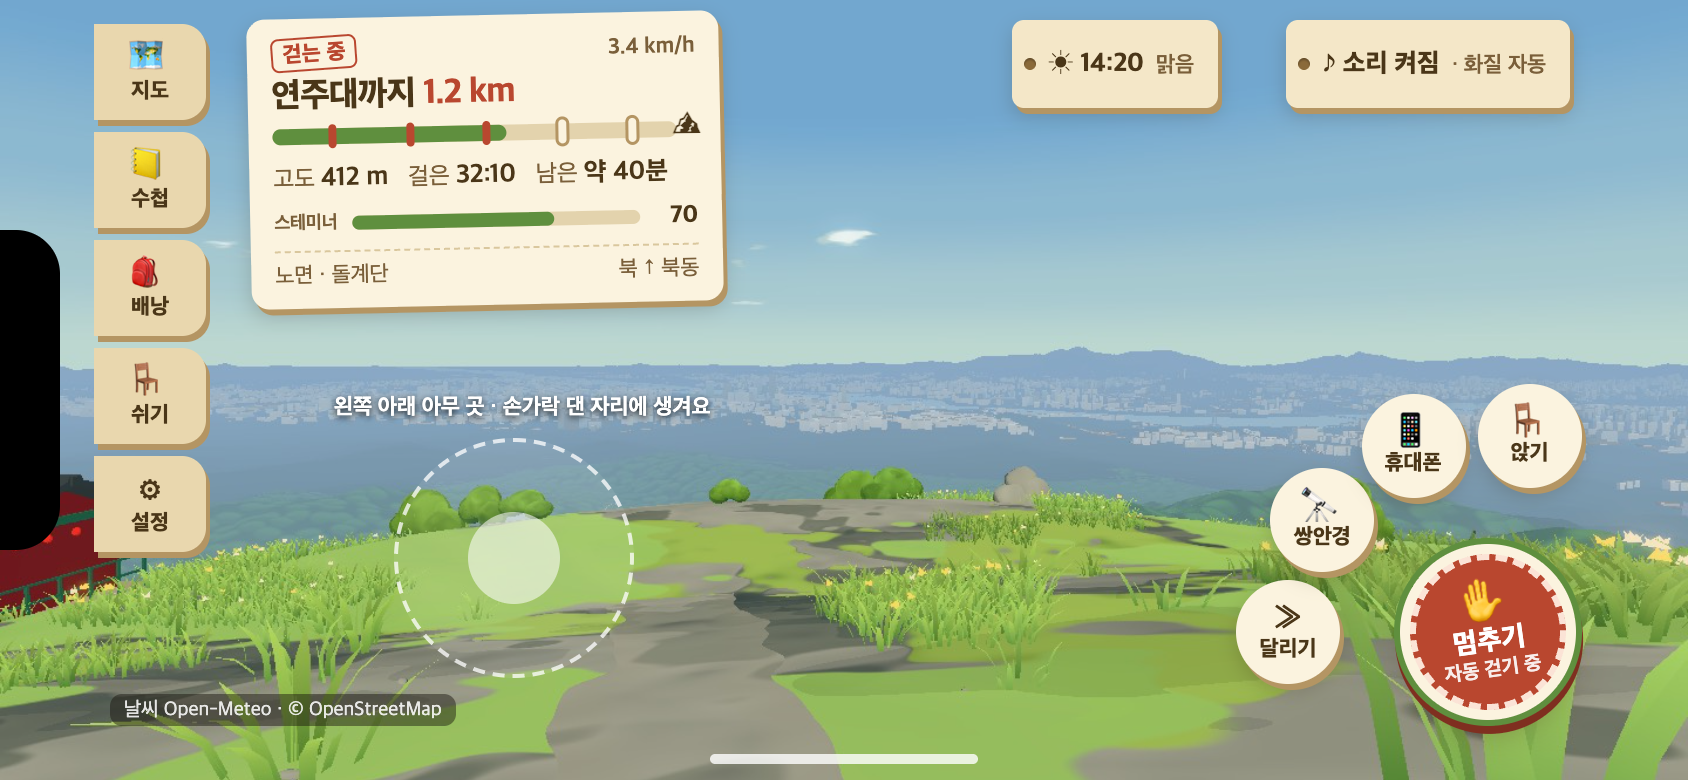 지도
수첩
배낭
쉬기
설정
걷는 중
3.4 km/h
연주대까지 1.2 km
고도 412 m 걸은 32:10 남은 약 40분
스테미너 70
노면 · 돌계단
북 ↑ 북동
14:20 맑음
♪ 소리 켜짐 · 화질 자동
왼쪽 아래 아무 곳 · 손가락 댄 자리에 생겨요
휴대폰
앉기
쌍안경
달리기
멈추기
자동 걷기 중
날씨 Open-Meteo · © OpenStreetMap